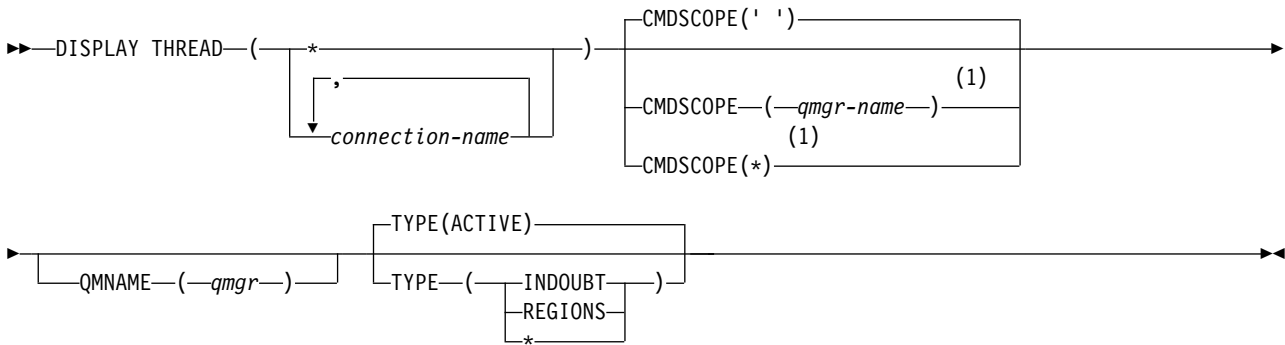 CMDSCOPE(' ')
DISPLAY THREAD ( * )
,
(1)
CMDSCOPE ( qmgr-name )
connection-name
(1)
CMDSCOPE(*)
TYPE(ACTIVE)
QMNAME ( qmgr ) TYPE ( INDOUBT )
REGIONS
*